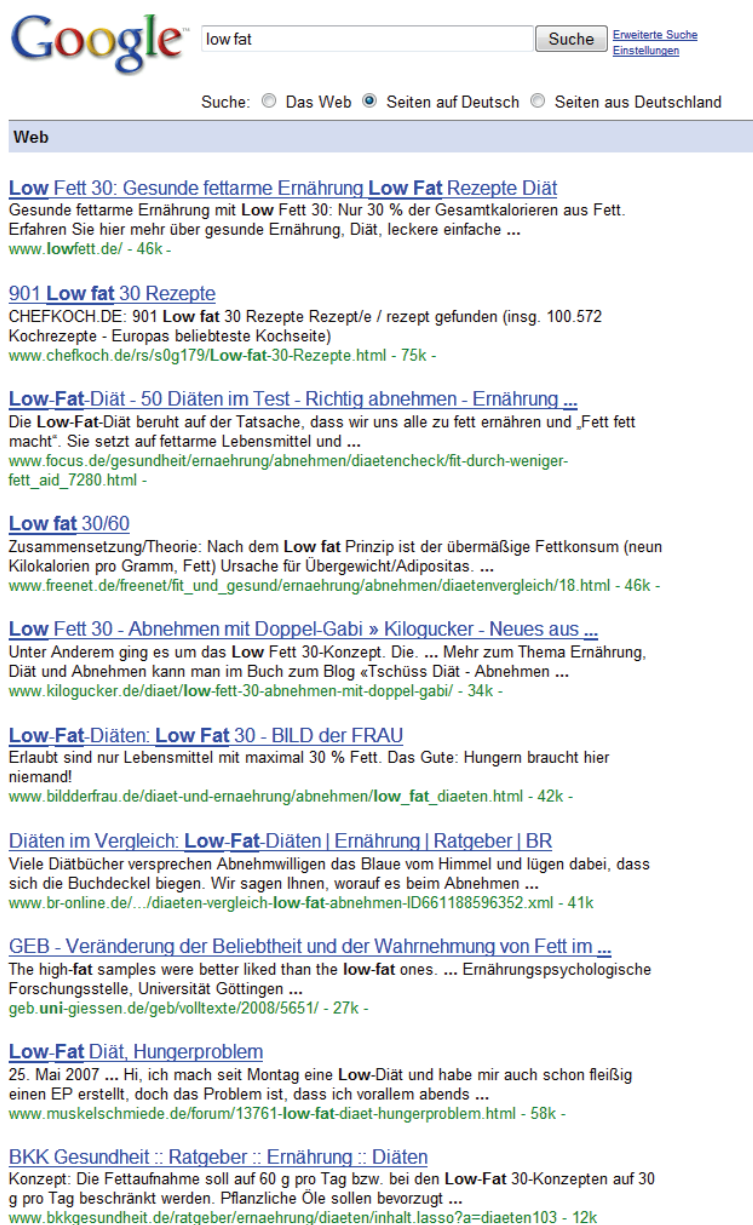 Google™ low fat Suche Erweiterte Suche
Einstellungen
Suche: Das Web Seiten auf Deutsch Seiten aus Deutschland
Web
Low Fett 30: Gesunde fettarme Ernährung Low Fat Rezepte Diät
Gesunde fettarme Ernährung mit Low Fett 30: Nur 30 % der Gesamtkalorieren aus Fett.
Erfahren Sie hier mehr über gesunde Ernährung, Diät, leckere einfache ...
www.lowfett.de/ - 46k -
901 Low fat 30 Rezepte
CHEFKOCH.DE: 901 Low fat 30 Rezepte Rezept/e / rezept gefunden (insg. 100.572
Kochrezepte - Europas beliebteste Kochseite)
www.chefkoch.de/rs/s0g179/Low-fat-30-Rezepte.html - 75k -
Low-Fat-Diät - 50 Diäten im Test - Richtig abnehmen - Ernährung ...
Die Low-Fat-Diät beruht auf der Tatsache, dass wir uns alle zu fett ernähren und „Fett fett
macht“. Sie setzt auf fettarme Lebensmittel und ...
www.focus.de/gesundheit/ernaehrung/abnehmen/diaetencheck/fit-durch-weniger-
fett_aid_7280.html -
Low fat 30/60
Zusammensetzung/Theorie: Nach dem Low fat Prinzip ist der übermäßige Fettkonsum (neun
Kilokalorien pro Gramm, Fett) Ursache für Übergewicht/Adipositas. ...
www.freenet.de/freenet/fit_und_gesund/ernaehrung/abnehmen/diaetenvergleich/18.html - 46k -
Low Fett 30 - Abnehmen mit Doppel-Gabi » Kilogucker - Neues aus ...
Unter Anderem ging es um das Low Fett 30-Konzept. Die. ... Mehr zum Thema Ernährung,
Diät und Abnehmen kann man im Buch zum Blog «Tschüss Diät - Abnehmen ...
www.kilogucker.de/diaet/low-fett-30-abnehmen-mit-doppel-gabi/ - 34k -
Low-Fat-Diäten: Low Fat 30 - BILD der FRAU
Erlaubt sind nur Lebensmittel mit maximal 30 % Fett. Das Gute: Hungern braucht hier
niemand!
www.bildderfrau.de/diaet-und-ernaehrung/abnehmen/low_fat_diaeten.html - 42k -
Diäten im Vergleich: Low-Fat-Diäten | Ernährung | Ratgeber | BR
Viele Diätbücher versprechen Abnehmwilligen das Blaue vom Himmel und lügen dabei, dass
sich die Buchdeckel biegen. Wir sagen Ihnen, worauf es beim Abnehmen ...
www.br-online.de/.../diaeten-vergleich-low-fat-abnehmen-ID661188596352.xml - 41k
GEB - Veränderung der Beliebtheit und der Wahrnehmung von Fett im ...
The high-fat samples were better liked than the low-fat ones. ... Ernährungspsychologische
Forschungsstelle, Universität Göttingen ...
geb.uni-giessen.de/geb/volltexte/2008/5651/ - 27k -
Low-Fat Diät, Hungerproblem
25. Mai 2007 ... Hi, ich mach seit Montag eine Low-Diät und habe mir auch schon fleißig
einen EP erstellt, doch das Problem ist, dass ich vorallem abends ...
www.muskelschmiede.de/forum/13761-low-fat-diaet-hungerproblem.html - 58k -
BKK Gesundheit :: Ratgeber :: Ernährung :: Diäten
Konzept: Die Fettaufnahme soll auf 60 g pro Tag bzw. bei den Low-Fat 30-Konzepten auf 30
g pro Tag beschränkt werden. Pflanzliche Öle sollen bevorzugt ...
www.bkkgesundheit.de/ratgeber/ernaehrung/diaeten/inhalt.lasso?a=diaeten103 - 12k